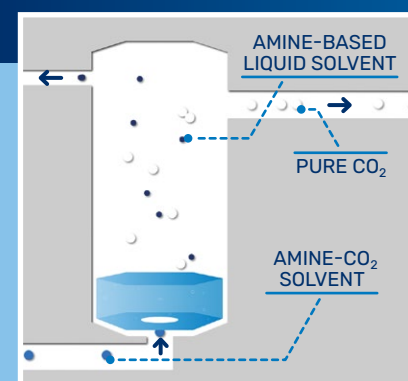 AMINE-BASED
LIQUID SOLVENT
PURE CO₂
AMINE-CO₂
SOLVENT